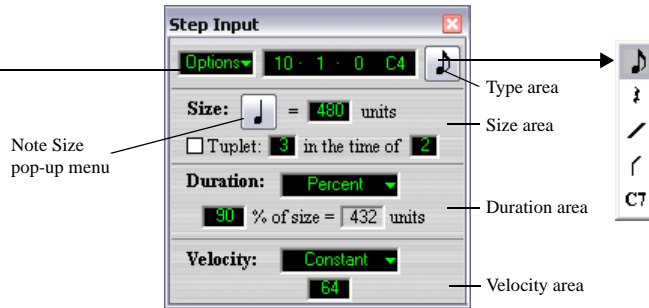 Step Input
Options 10 · 1 · 0 C4
Type area
Size: = 480 units
Size area
Note Size
pop-up menu
Tuplet: 3 in the time of 2
Duration: Percent
90 % of size = 432 units
Duration area
C7
Velocity: Constant
64
Velocity area